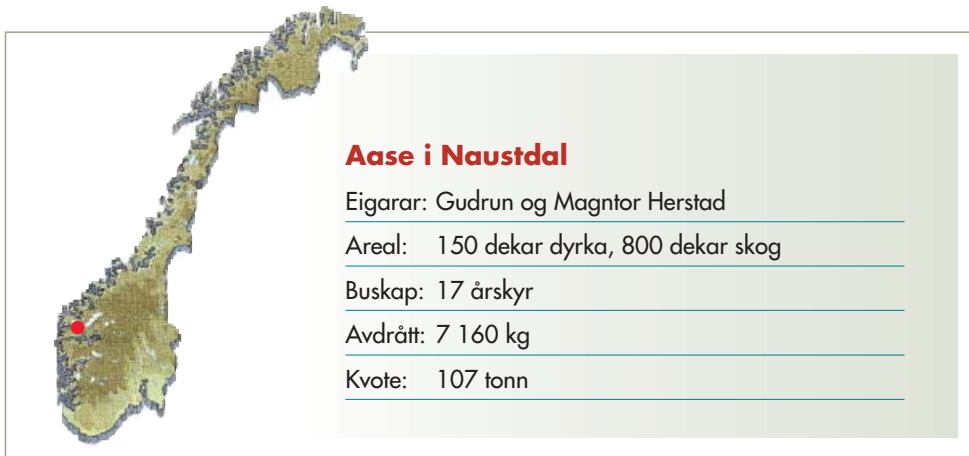 Aase i Naustdal
Eigarar: Gudrun og Magntor Herstad
Areal: 150 dekar dyrka, 800 dekar skog
Buskap: 17 årskyr
Avdrått: 7 160 kg
Kvote: 107 tonn